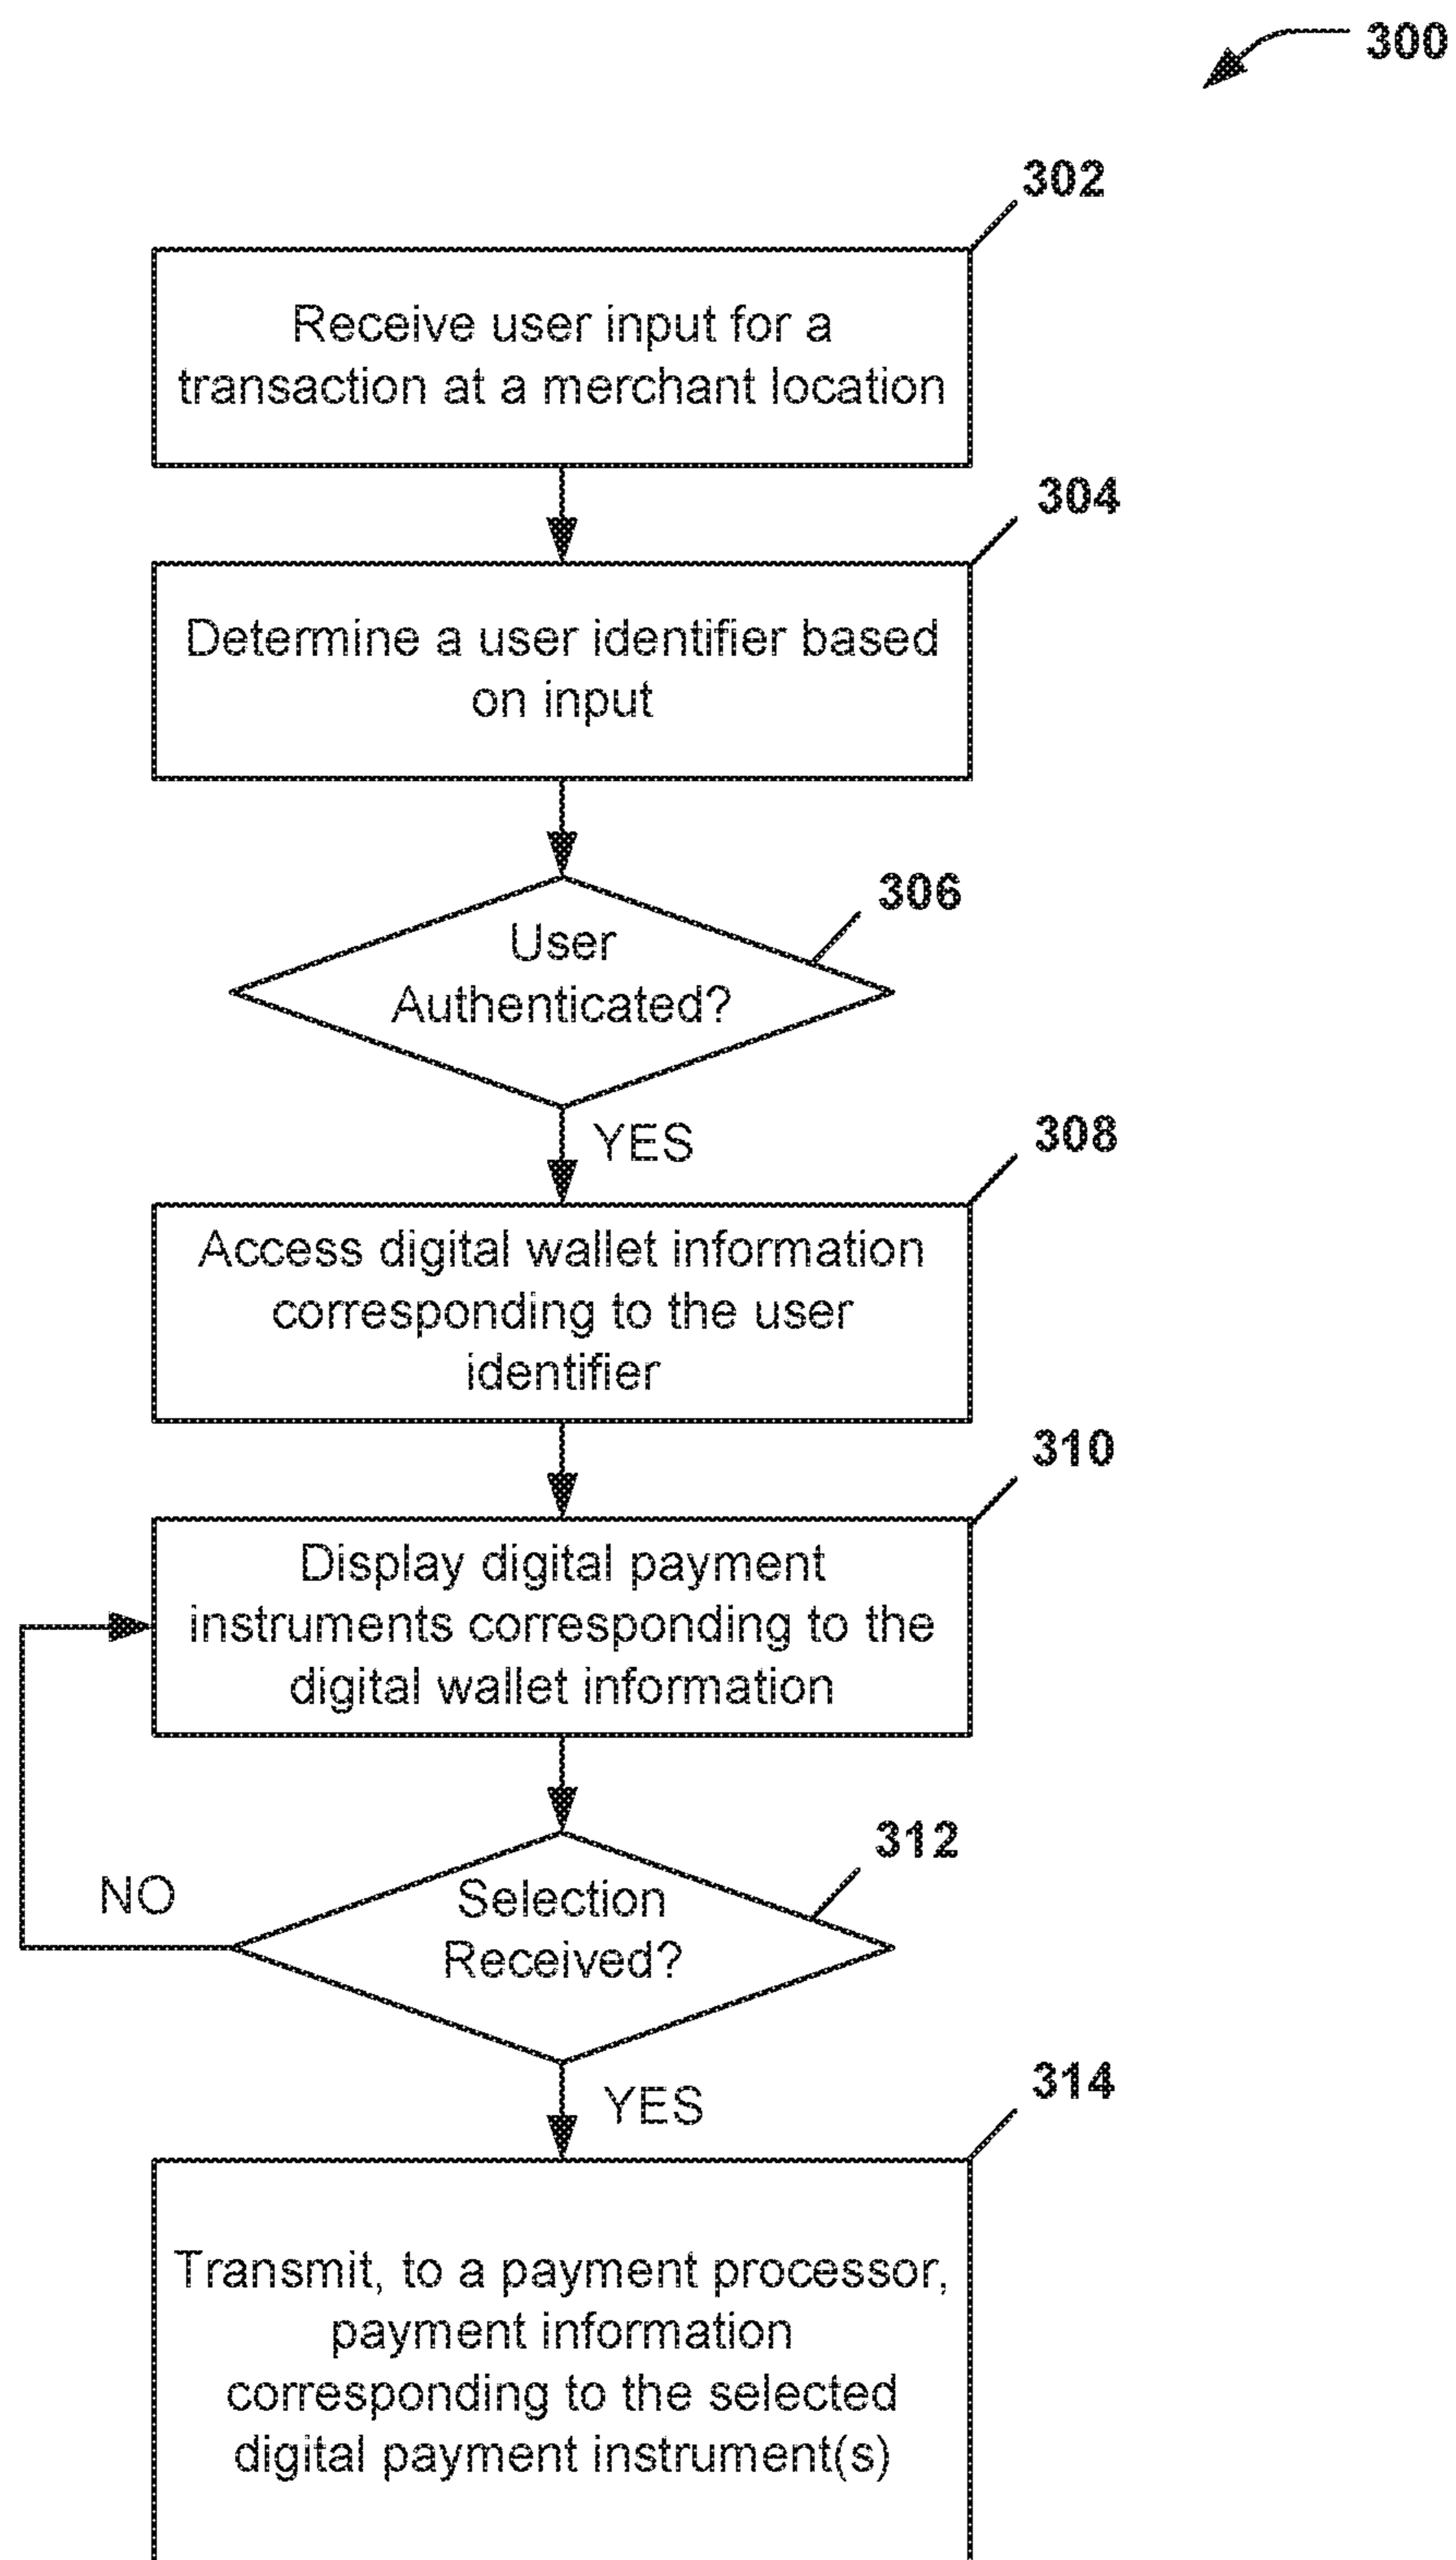 300
302
Receive user input for a
transaction at a merchant location
304
Determine a user identifier based
on input
306
User
Authenticated?
YES
308
Access digital wallet information
corresponding to the user
identifier
310
Display digital payment
instruments corresponding to the
digital wallet information
312
NO
Selection
Received?
YES
314
Transmit, to a payment processor,
payment information
corresponding to the selected
digital payment instrument(s)